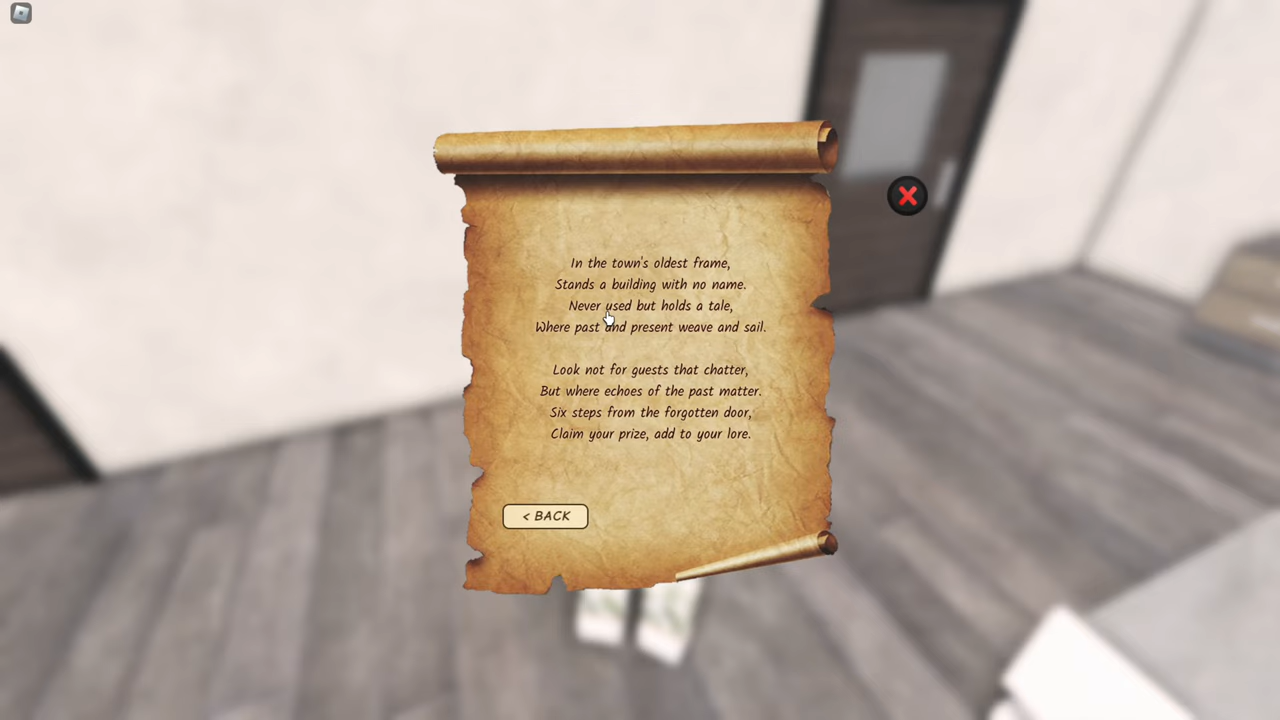 In the town's oldest frame,
Stands a building with no name.
Never used but holds a tale,
Where past and present weave and sail.
Look not for guests that chatter,
But where echoes of the past matter.
Six steps from the forgotten door,
Claim your prize, add to your lore.
< BACK